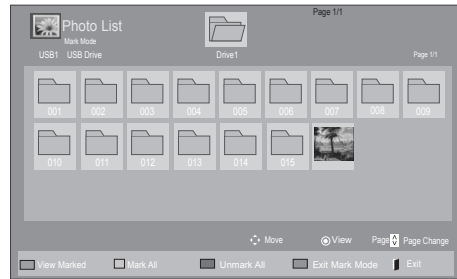 Page 1/1
Photo List
Mark Mode
USB1 USB Drive Drive1 Page 1/1
001 002 003 004 005 006 007 008 009
010 011 012 013 014 015
Move View Page Page Change
View Marked Mark All Unmark All Exit Mark Mode Exit